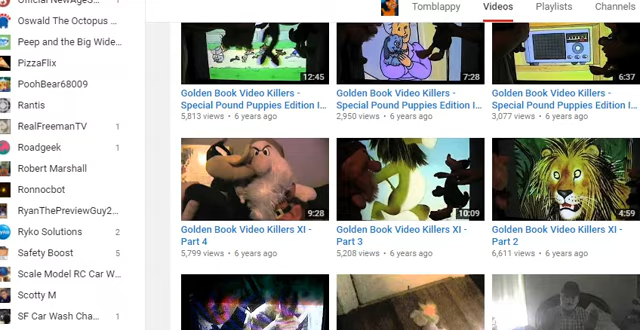 Official NewAgeS... 1
Tomblappy Videos Playlists Channels
Oswald The Octopus ...
Peep and the Big Wide...
PizzaFlix
PoohBear68009
Rantis
RealFreemanTV 1
Roadgeek 1
Robert Marshall
Ronnocbot
RyanThePreviewGuy2...
Ryko Solutions 2
Safety Boost 5
Scale Model RC Car W...
Scotty M
SF Car Wash Cha... 1
12:45
Golden Book Video Killers -
Special Pound Puppies Edition I...
5,813 views • 6 years ago
7:28
Golden Book Video Killers -
Special Pound Puppies Edition I...
2,950 views • 6 years ago
6:37
Golden Book Video Killers -
Special Pound Puppies Edition I...
3,077 views • 6 years ago
9:28
Golden Book Video Killers XI -
Part 4
5,799 views • 6 years ago
10:09
Golden Book Video Killers XI -
Part 3
5,208 views • 6 years ago
4:59
Golden Book Video Killers XI -
Part 2
6,611 views • 6 years ago